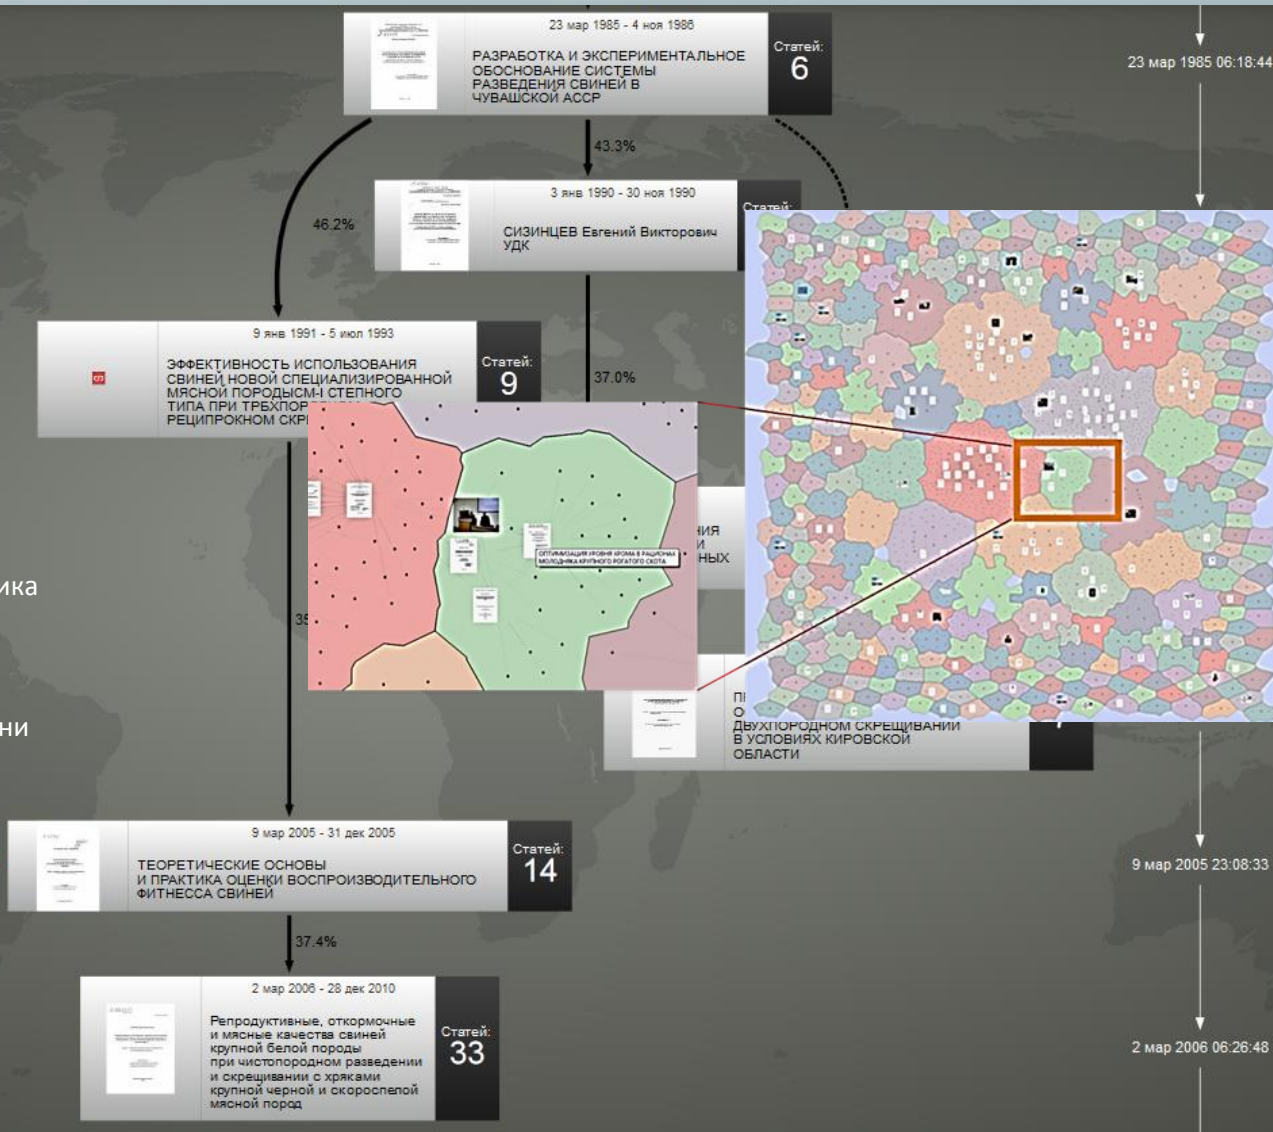 23 мар 1985 - 4 ноя 1986
РАЗРАБОТКА И ЭКСПЕРИМЕНТАЛЬНОЕ
ОБОСНОВАНИЕ СИСТЕМЫ
РАЗВЕДЕНИЯ СВИНЕЙ В
ЧУВАШСКОЙ АССР
Статей:
6
23 мар 1985 06:18:44
43.3%
46.2%
3 янв 1990 - 30 ноя 1990
СИЗИНЦЕВ Евгений Викторович
УДК
Статей:
9 янв 1991 - 5 июл 1993
ЭФФЕКТИВНОСТЬ ИСПОЛЬЗОВАНИЯ
СВИНЕЙ НОВОЙ СПЕЦИАЛИЗИРОВАННОЙ
МЯСНОЙ ПОРОДЫСМ-I СТЕПНОГО
ТИПА ПРИ
РЕЦИПРОКНОМ
Статей:
9
37.0%
ОПТИМИЗАЦИЯ УРОВНЯ ХРОМА В РАЦИОНАХ
МОЛОДНЯКА КРУПНОГО РОГАТОГО СКОТА
ика
ни
ДВУХПОРОДНОМ СКРЕЩИВАНИИ
В УСЛОВИЯХ КИРОВСКОЙ
ОБЛАСТИ
9 мар 2005 - 31 дек 2005
ТЕОРЕТИЧЕСКИЕ ОСНОВЫ
И ПРАКТИКА ОЦЕНКИ ВОСПРОИЗВОДИТЕЛЬНОГО
ФИТНЕССА СВИНЕЙ
Статей:
14
9 мар 2005 23:08:33
37.4%
2 мар 2006 - 28 дек 2010
Репродуктивные, откормочные
и мясные качества свиней
крупной белой породы
при чистопородном разведении
и скрещивании с хряками
крупной черной и скороспелой
мясной пород
Статей:
33
2 мар 2006 06:26:48